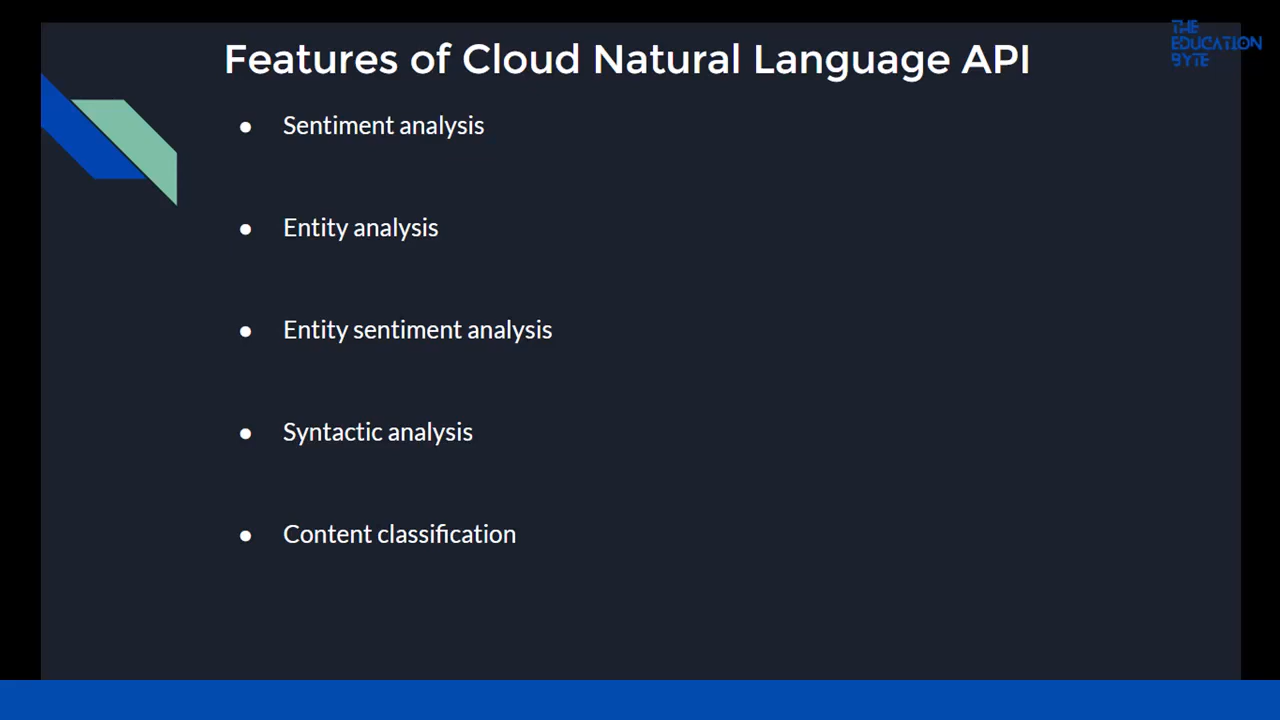 Features of Cloud Natural Language API
THE
EDUCATION
BYTE
● Sentiment analysis
● Entity analysis
● Entity sentiment analysis
● Syntactic analysis
● Content classification